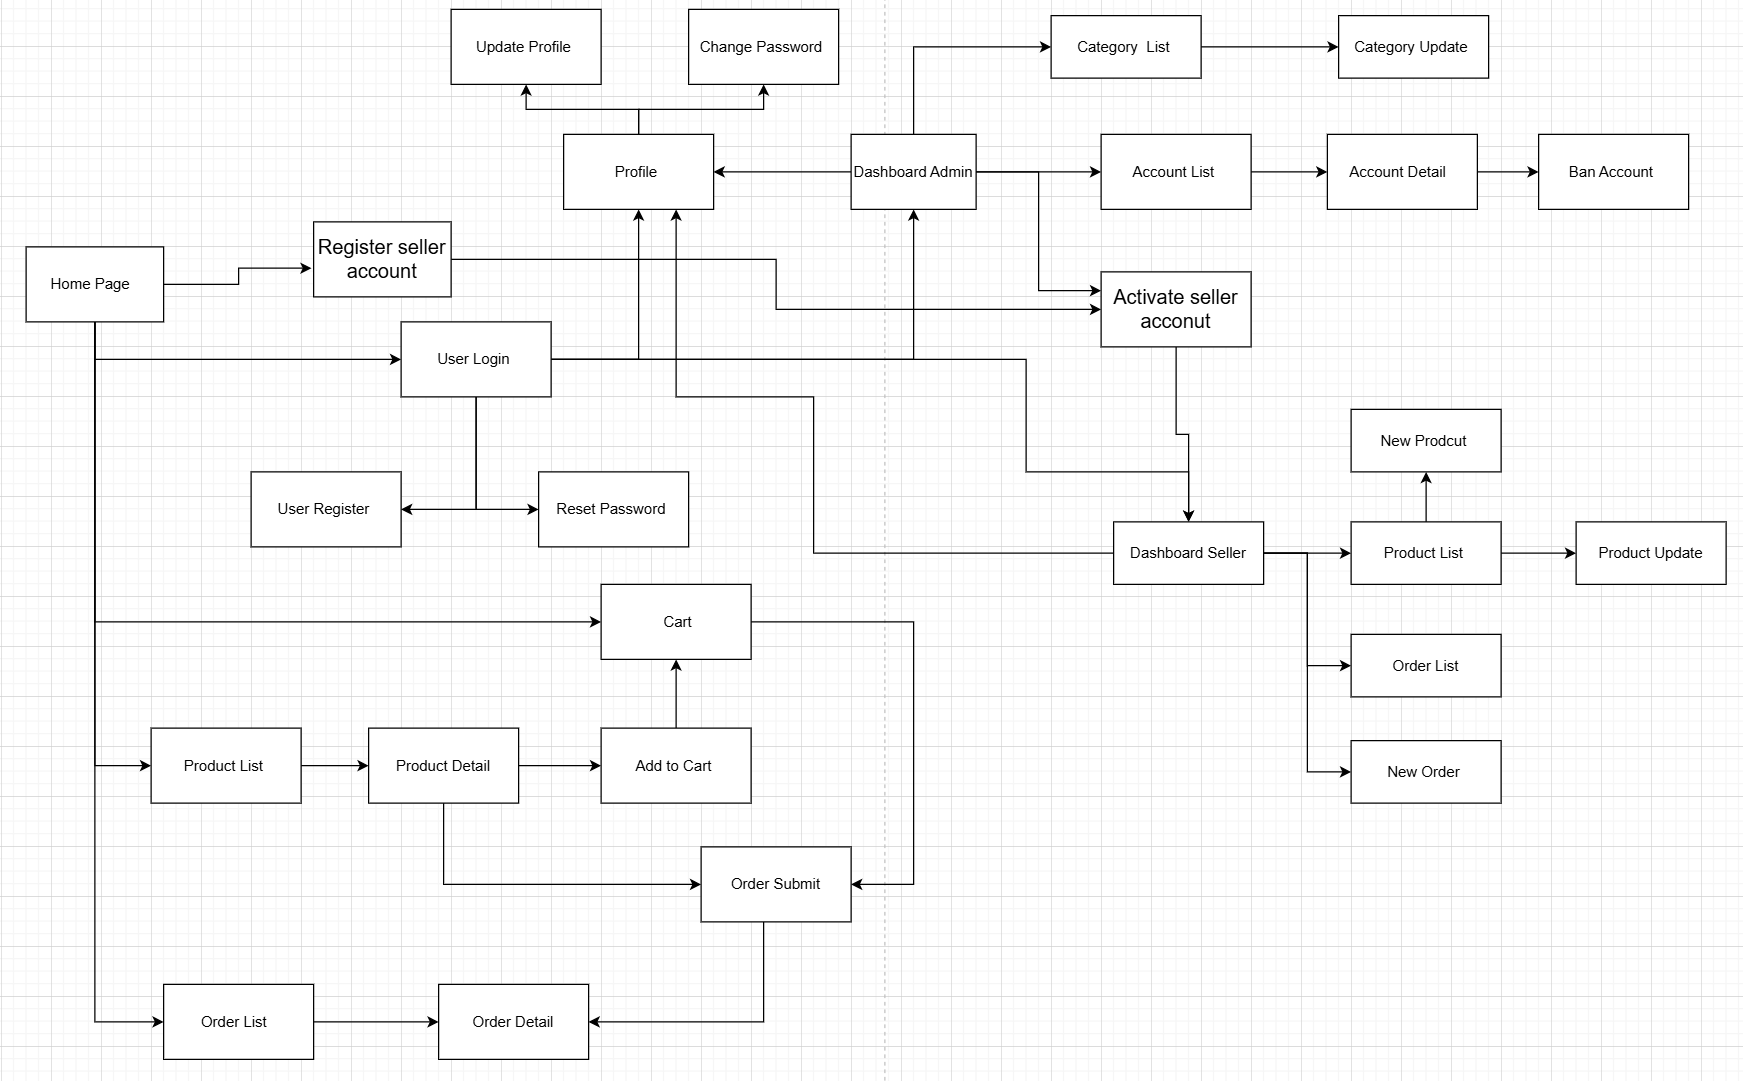 Update Profile
Change Password
Category  List
Category Update
Profile
Dashboard Admin
Account List
Account Detail
Ban Account
Home Page
Register seller
account
Activate seller
acconut
User Login
New Prodcut
User Register
Reset Password
Dashboard Seller
Product List
Product Update
Cart
Order List
Product List
Product Detail
Add to Cart
New Order
Order Submit
Order List
Order Detail